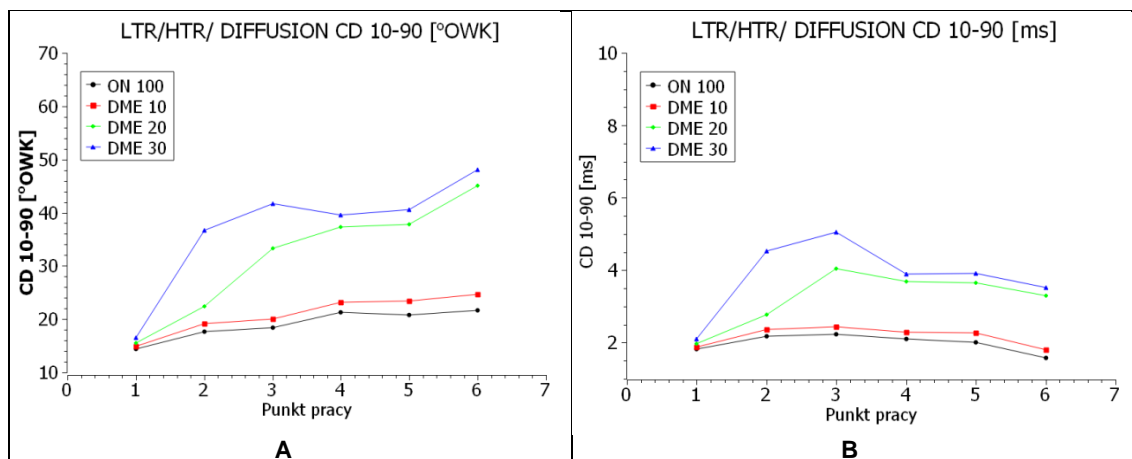 LTR/HTR/ DIFFUSION CD 10-90 [°OWK]
70
60
50
40
30
20
10
CD 10-90 [°OWK]
ON 100
DME 10
DME 20
DME 30
0 1 2 3 4 5 6 7
Punkt pracy
A
LTR/HTR/ DIFFUSION CD 10-90 [ms]
10
8
6
4
2
CD 10-90 [ms]
ON 100
DME 10
DME 20
DME 30
0 1 2 3 4 5 6 7
Punkt pracy
B